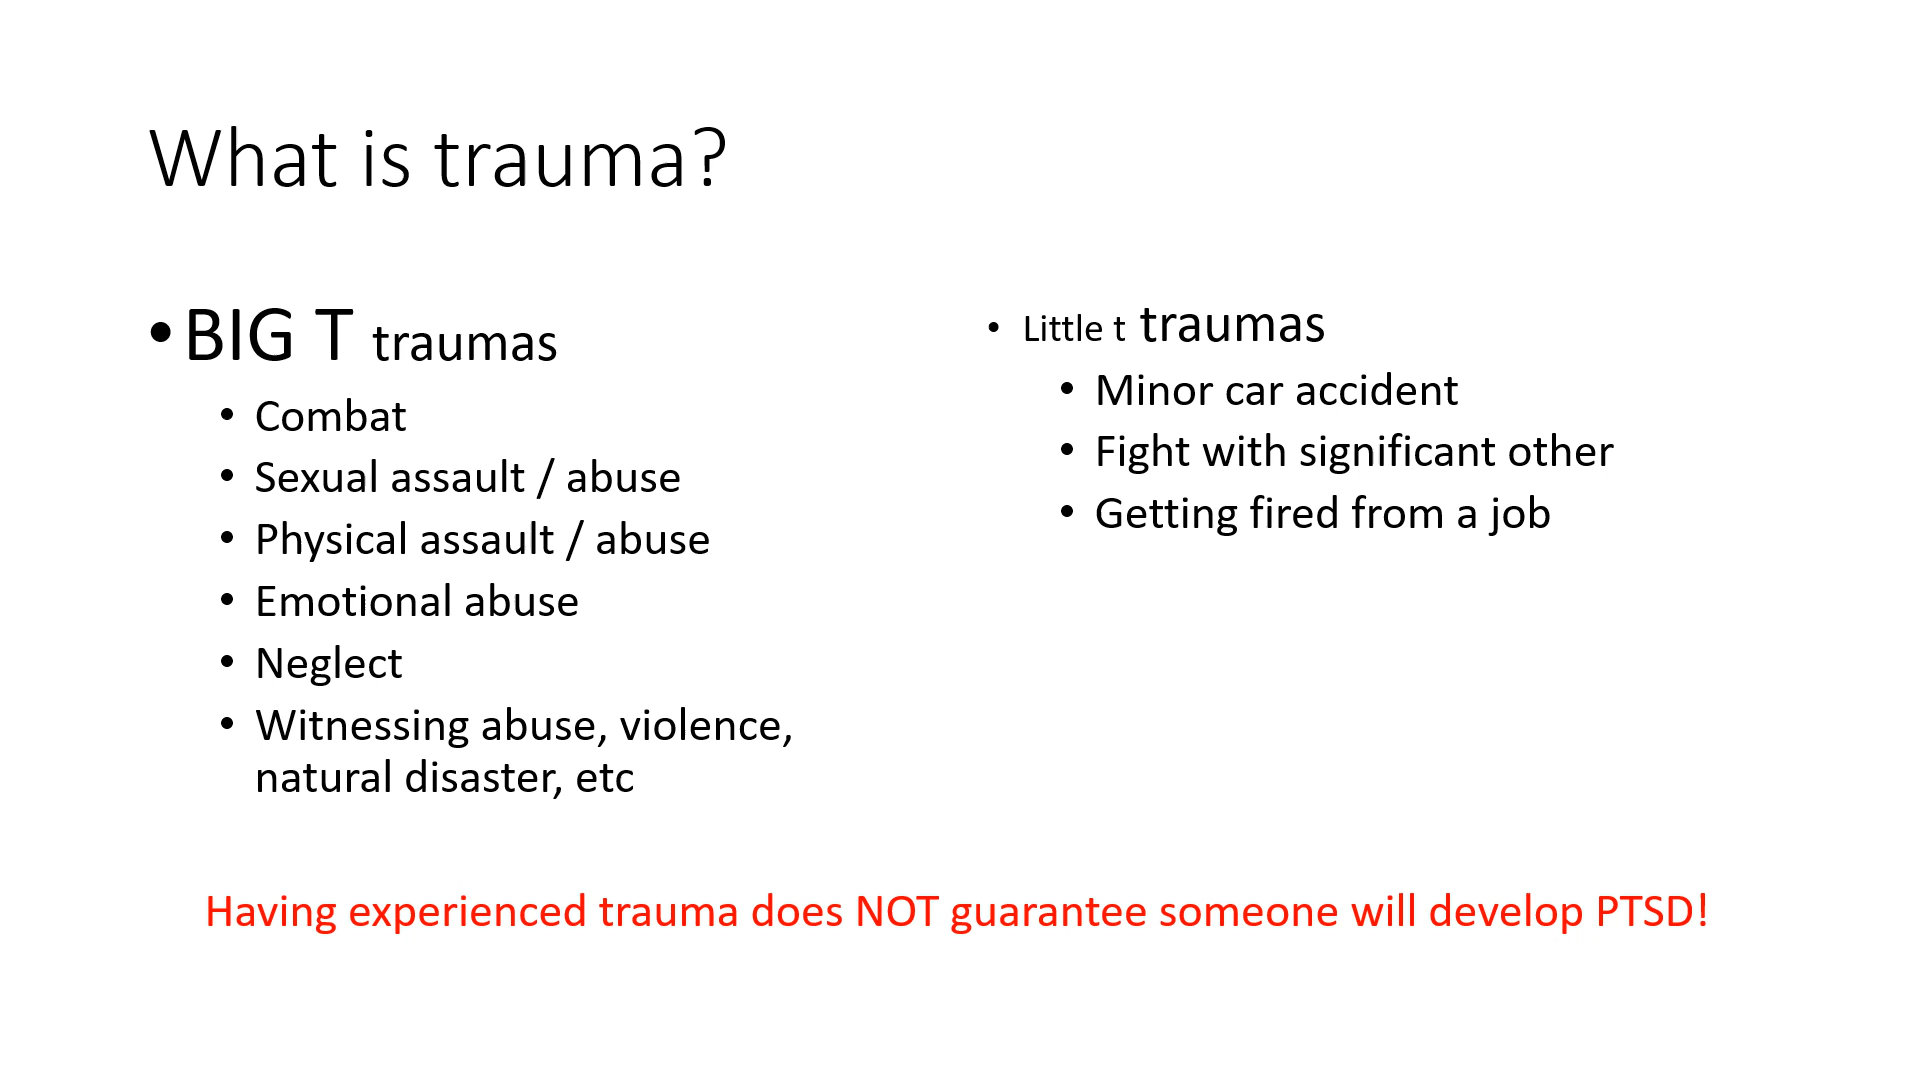 What is trauma?
• BIG T traumas
• Combat
• Sexual assault / abuse
• Physical assault / abuse
• Emotional abuse
• Neglect
• Witnessing abuse, violence,
natural disaster, etc
• Little t traumas
• Minor car accident
• Fight with significant other
• Getting fired from a job
Having experienced trauma does NOT guarantee someone will develop PTSD!